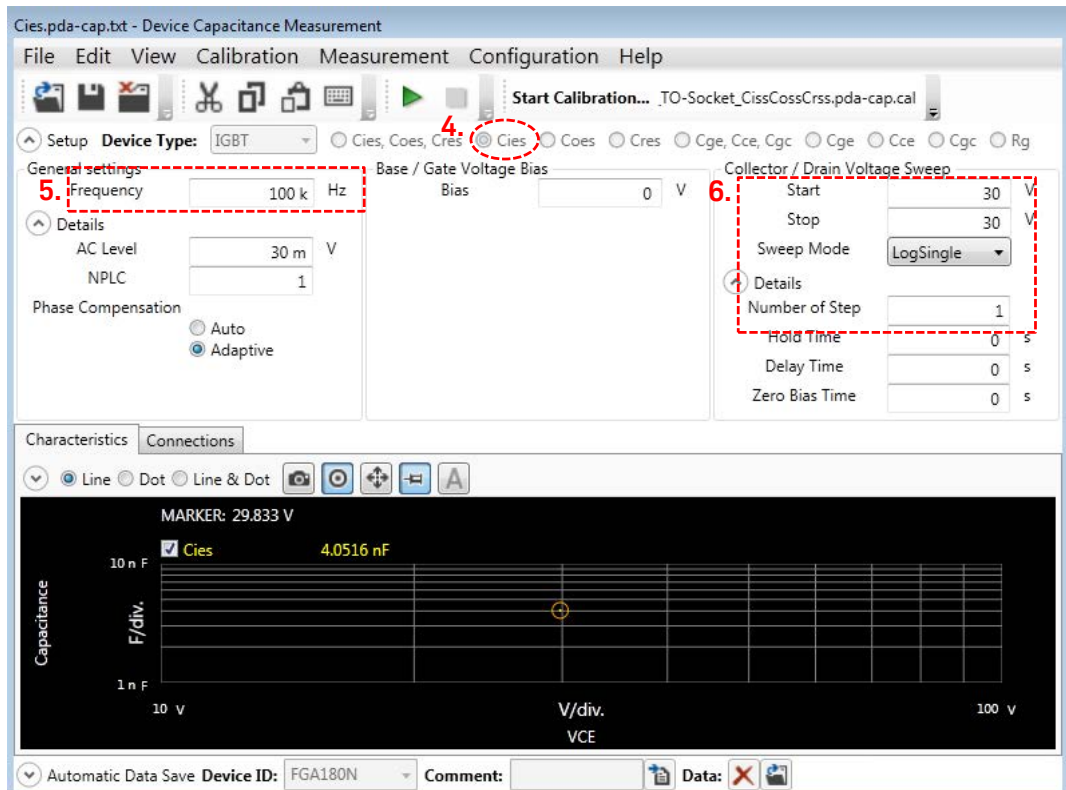 Cies.pda-cap.txt - Device Capacitance Measurement
File Edit View Calibration Measurement Configuration Help
Start Calibration... _TO-Socket_CissCossCrss.pda-cap.cal
4.
Setup Device Type: IGBT Cies, Coes, Cres Cies Coes Cres Cge, Cce, Cgc Cge Cce Cgc Rg
General settings Base / Gate Voltage Bias Collector / Drain Voltage Sweep
5. Frequency 100 k Hz Bias 0 V 6. Start 30 V
Details Stop 30 V
AC Level 30 m V Sweep Mode LogSingle
NPLC 1 Details
Phase Compensation Number of Step 1
Auto Hold Time 0 s
Adaptive Delay Time 0 s
Zero Bias Time 0 s
Characteristics Connections
Line Dot Line & Dot A
MARKER: 29.833 V
Cies 4.0516 nF
10 n F
Capacitance
F/div.
1 n F
10 V V/div. 100 V
VCE
Automatic Data Save Device ID: FGA180N Comment: Data: